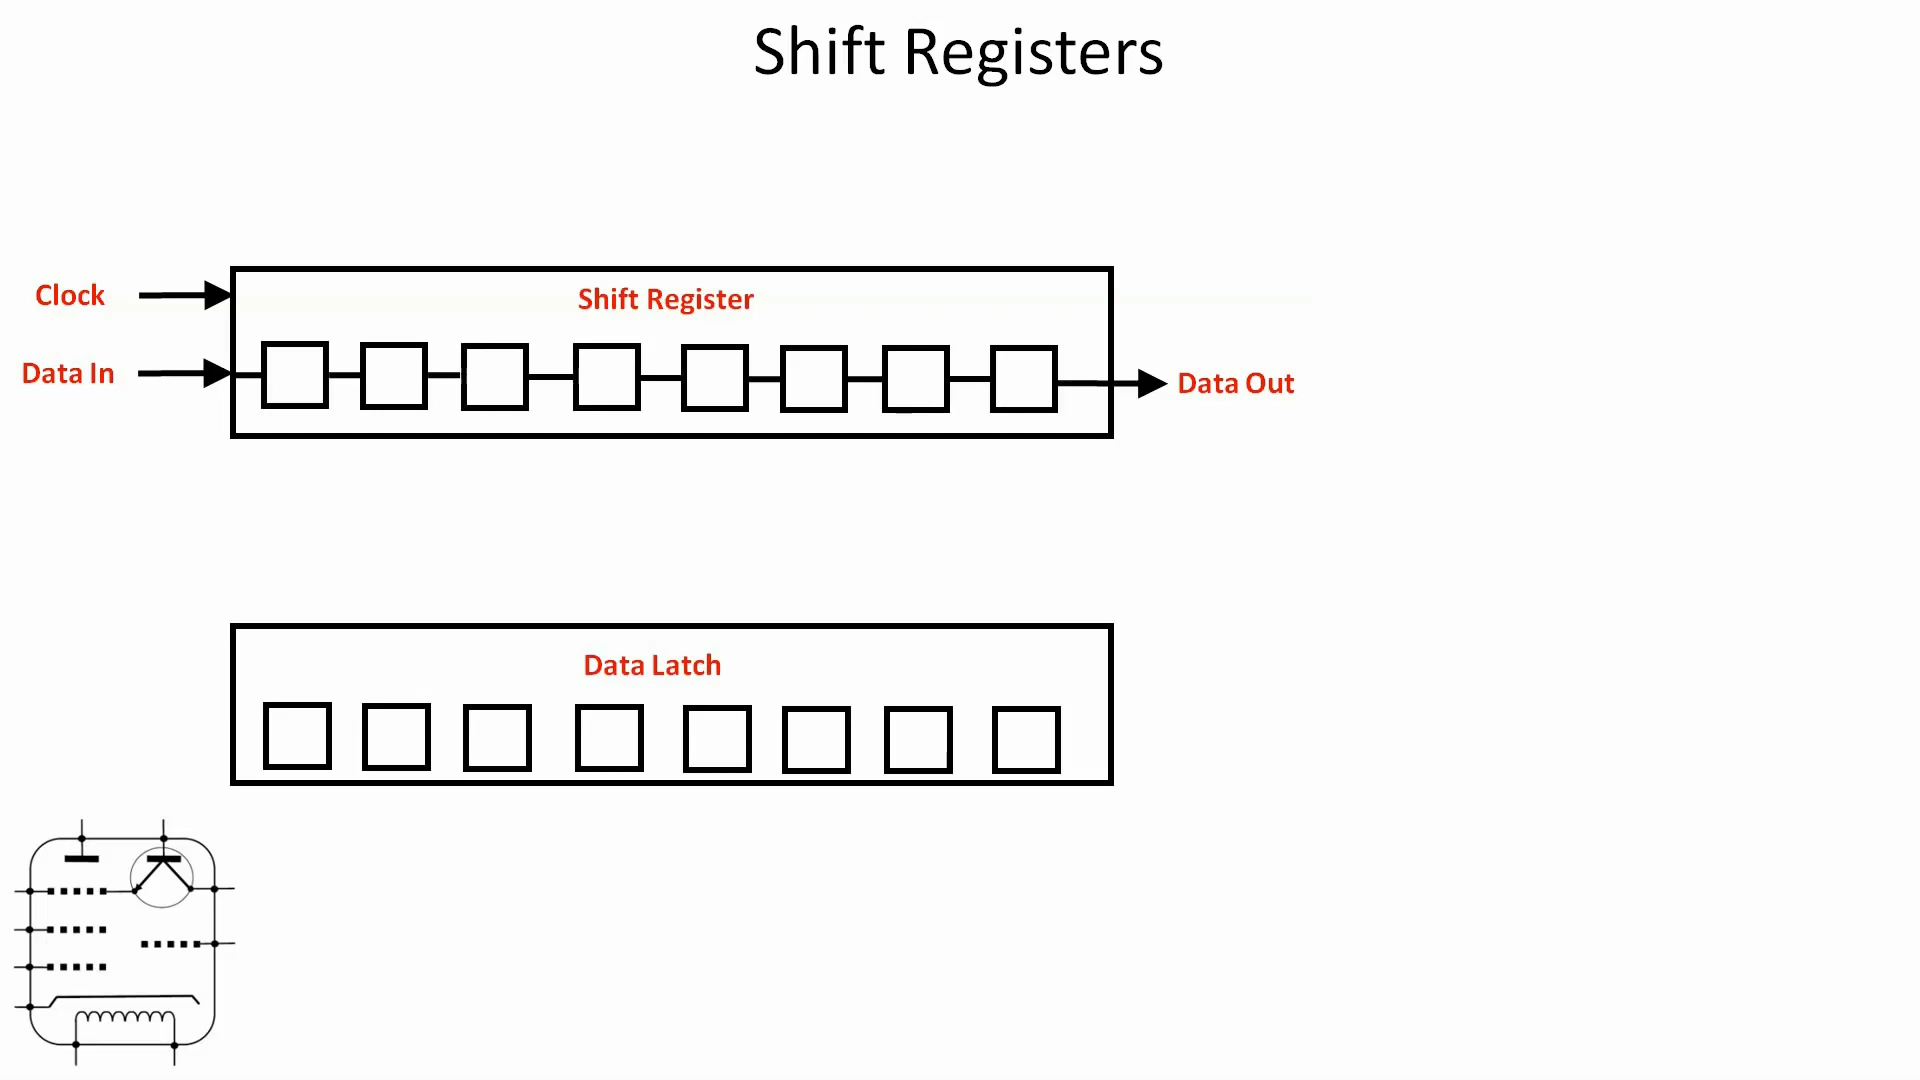 Shift Registers
Clock
Shift Register
Data In
Data Out
Data Latch